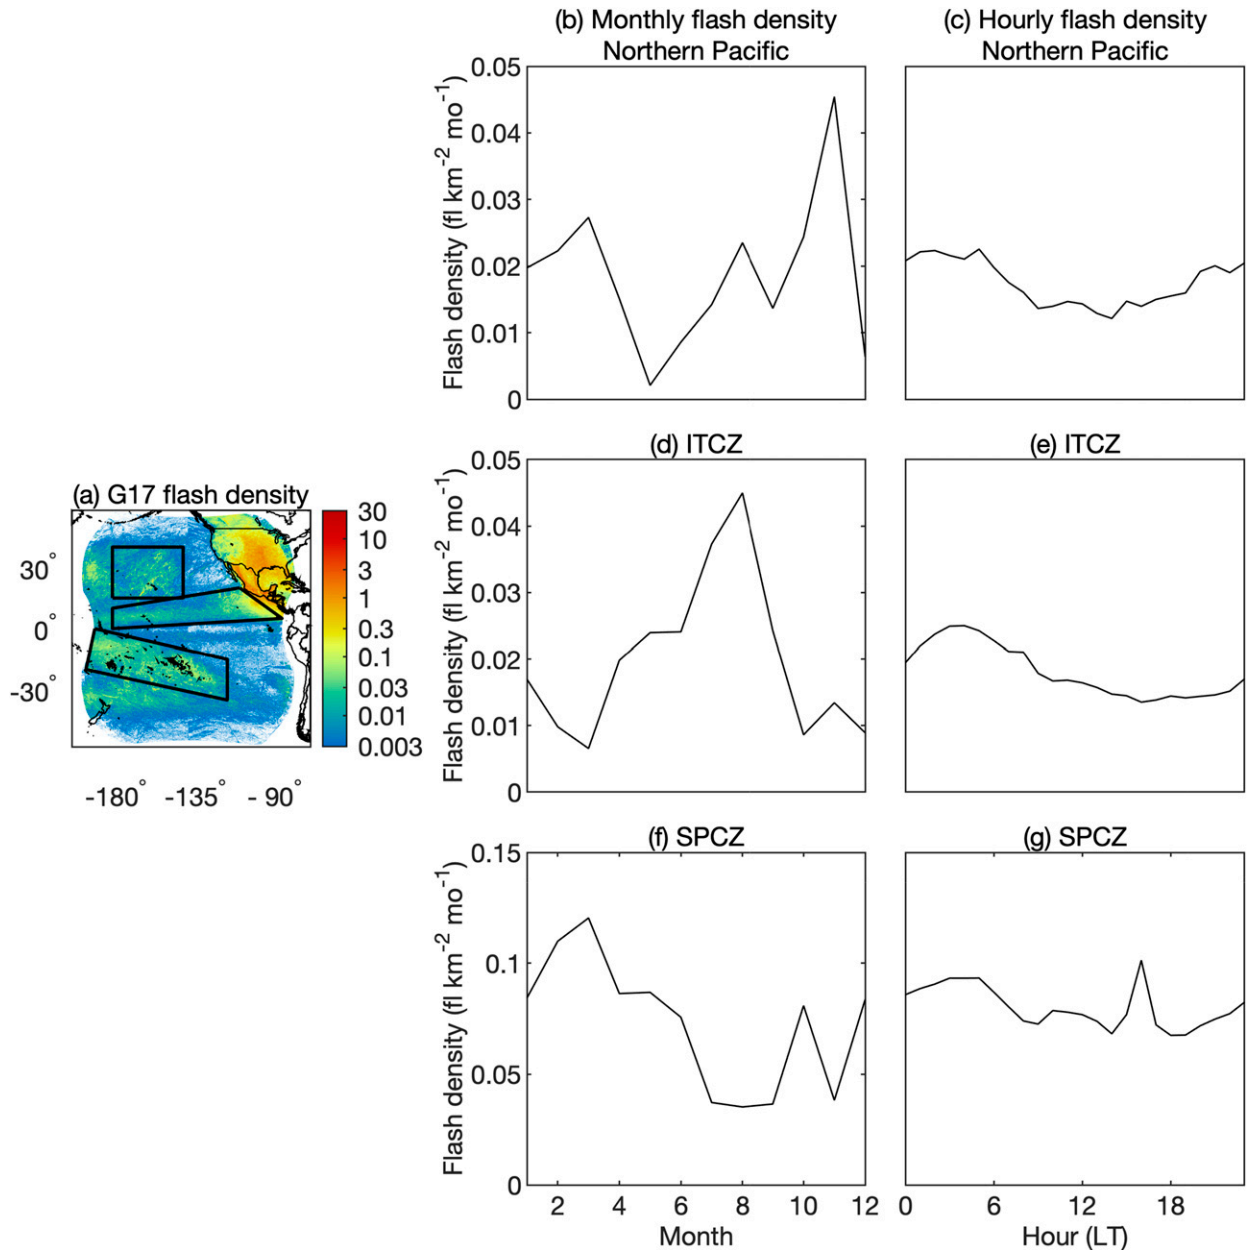 (b) Monthly flash density
Northern Pacific
(c) Hourly flash density
Northern Pacific
0.05
0.04
0.03
0.02
0.01
0
Flash density (fl km⁻² mo⁻¹)
(d) ITCZ
(e) ITCZ
0.05
0.04
0.03
0.02
0.01
0
Flash density (fl km⁻² mo⁻¹)
(a) G17 flash density
30°
0°
-30°
-180° -135° - 90°
30
10
3
1
0.3
0.1
0.03
0.01
0.003
(f) SPCZ
(g) SPCZ
0.15
0.1
0.05
0
Flash density (fl km⁻² mo⁻¹)
2 4 6 8 10 12
Month
0 6 12 18
Hour (LT)